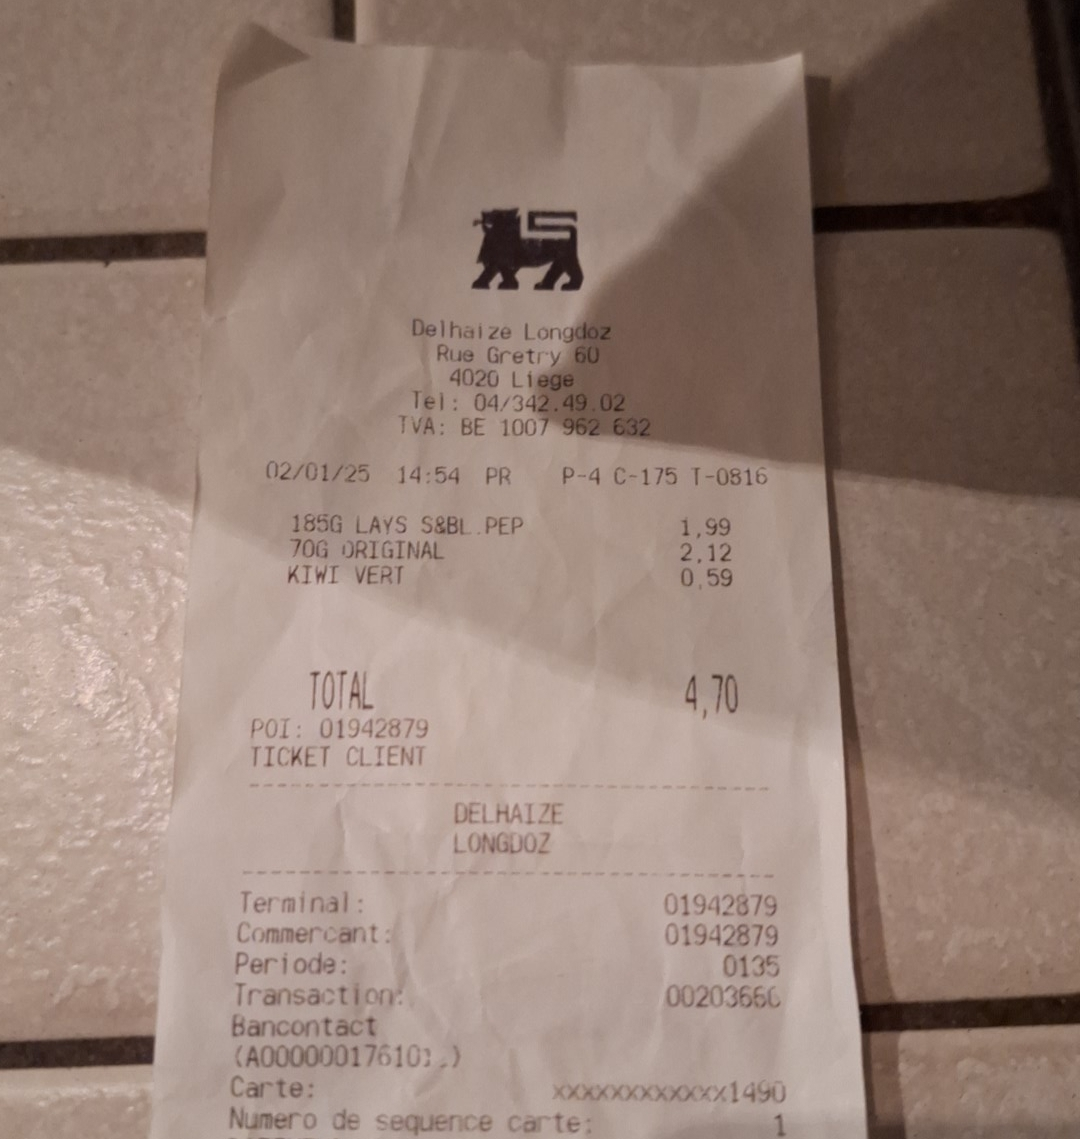 Delhaize Longdoz
Rue Gretry 60
4020 Liege
Tel: 04/342.49.02
TVA: BE 1007 962 632
02/01/25 14:54 PR P-4 C-175 T-0816
185G LAYS S&BL.PEP 1,99
70G ORIGINAL 2,12
KIWI VERT 0,59
TOTAL 4,70
POI: 01942879
TICKET CLIENT
DELHAIZE
LONGDOZ
Terminal: 01942879
Commercant: 01942879
Periode: 0135
Transaction:
Bancontact
Carte: xxxxxxxxxxxx1490
Numero de sequence carte: 1